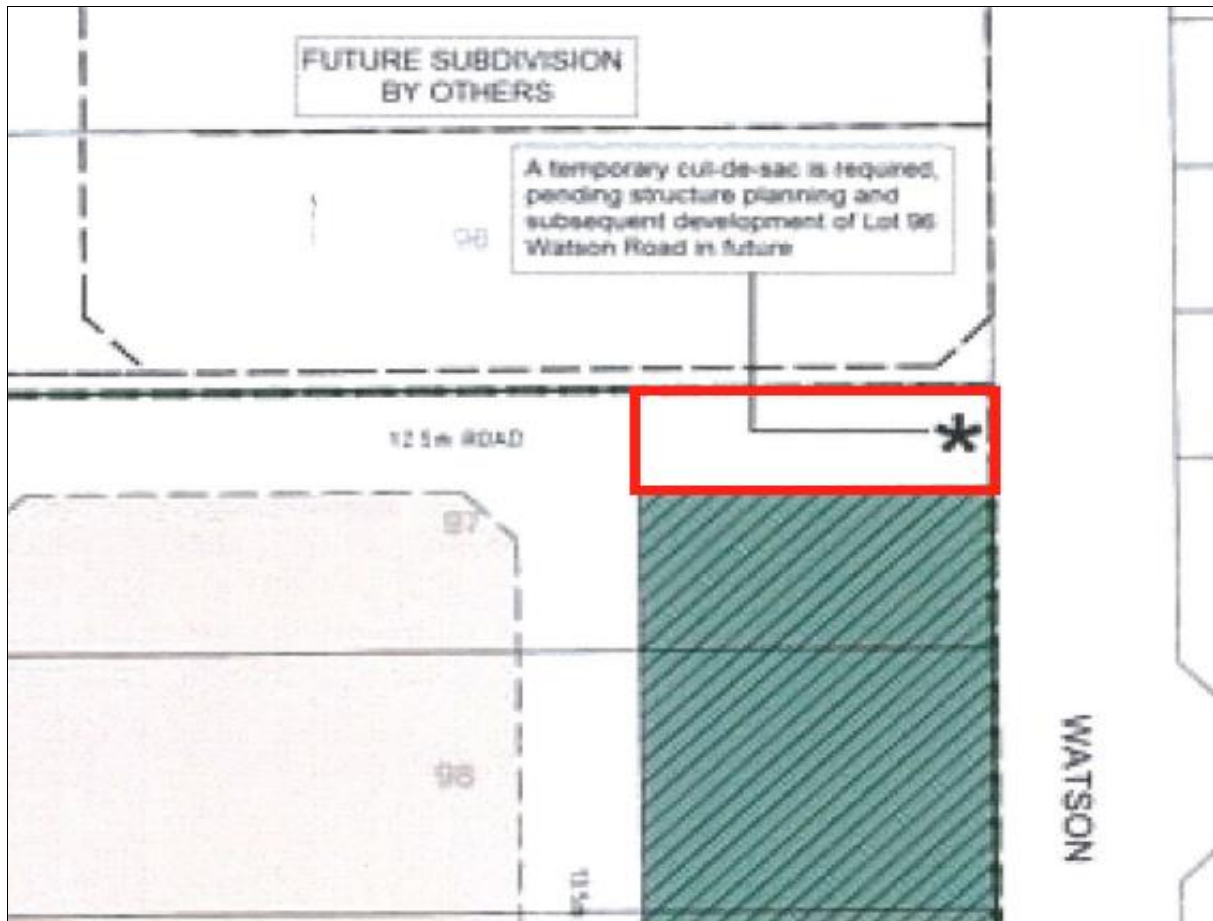 FUTURE SUBDIVISION
BY OTHERS
A temporary cul-de-sac is required,
pending structure planning and
subsequent development of Lot 96
Watson Road in future
96
12.5m ROAD
*
97
98
WATSON